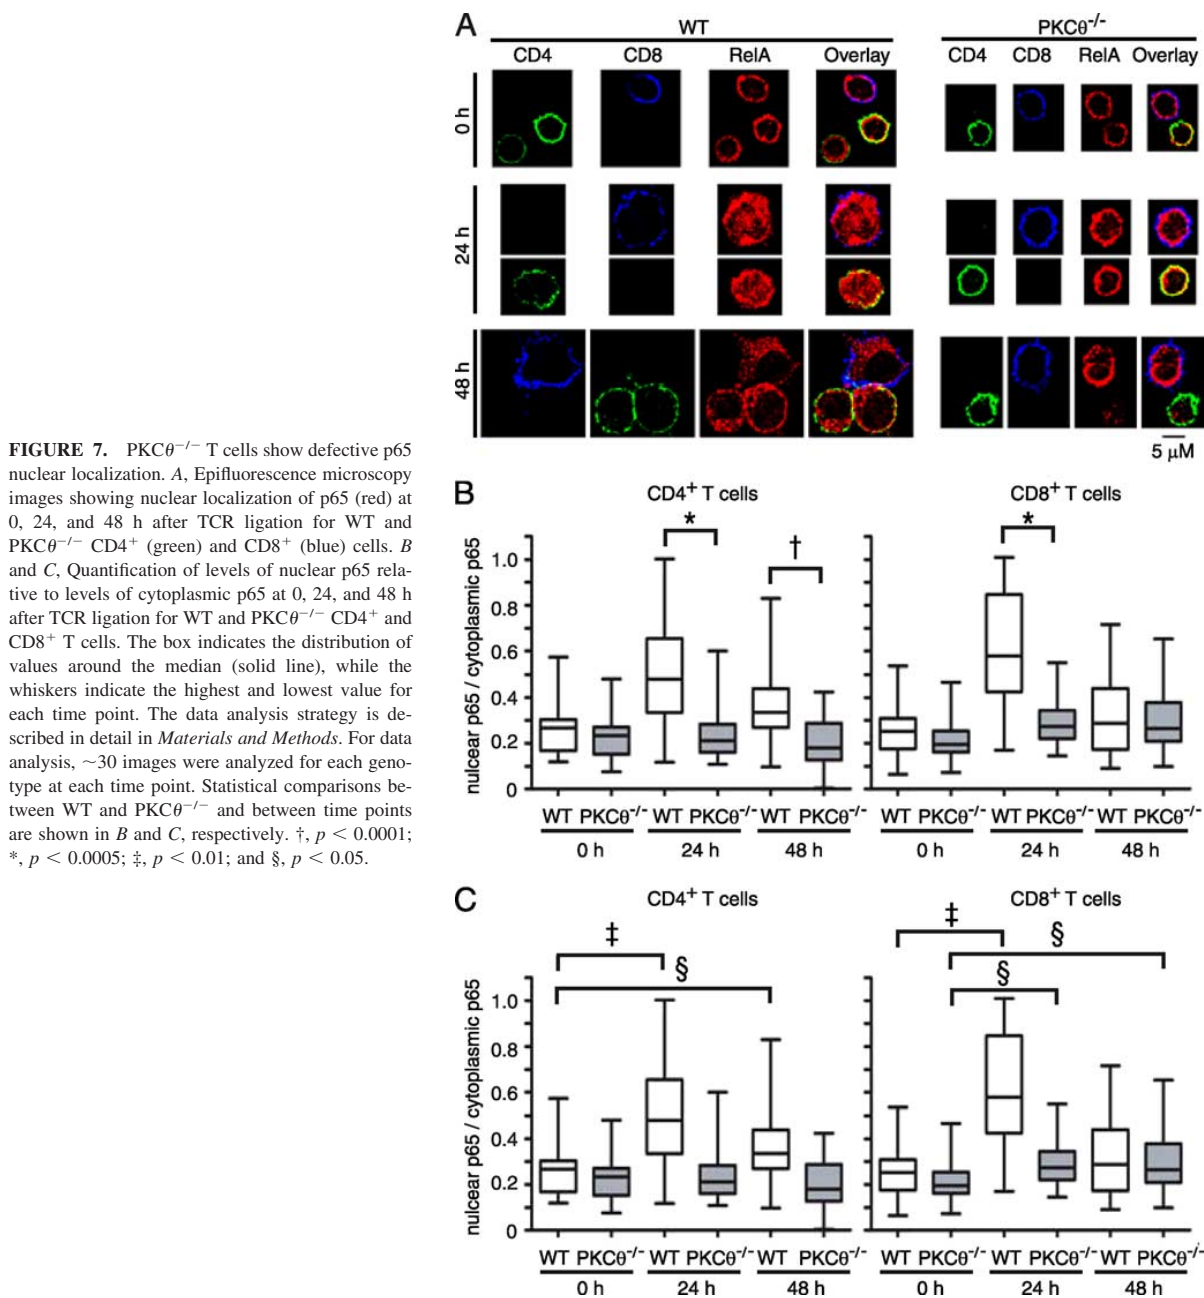 A
WT
PKCθ-/-
CD4 CD8 RelA Overlay
CD4 CD8 RelA Overlay
0 h
24 h
48 h
5 μM
FIGURE 7. PKCθ−/− T cells show defective p65
nuclear localization. A, Epifluorescence microscopy
images showing nuclear localization of p65 (red) at
0, 24, and 48 h after TCR ligation for WT and
PKCθ−/− CD4+ (green) and CD8+ (blue) cells. B
and C, Quantification of levels of nuclear p65 rela-
tive to levels of cytoplasmic p65 at 0, 24, and 48 h
after TCR ligation for WT and PKCθ−/− CD4+ and
CD8+ T cells. The box indicates the distribution of
values around the median (solid line), while the
whiskers indicate the highest and lowest value for
each time point. The data analysis strategy is de-
scribed in detail in Materials and Methods. For data
analysis, ~30 images were analyzed for each geno-
type at each time point. Statistical comparisons be-
tween WT and PKCθ−/− and between time points
are shown in B and C, respectively. †, p < 0.0001;
*, p < 0.0005; ‡, p < 0.01; and §, p < 0.05.
B
CD4+ T cells
CD8+ T cells
* † *
nulcear p65 / cytoplasmic p65
1.0
0.8
0.6
0.4
0.2
0
WT PKCθ-/- WT PKCθ-/- WT PKCθ-/-
0 h 24 h 48 h
WT PKCθ-/- WT PKCθ-/- WT PKCθ-/-
0 h 24 h 48 h
C
CD4+ T cells
CD8+ T cells
‡ §
‡ § §
nulcear p65 / cytoplasmic p65
1.0
0.8
0.6
0.4
0.2
0
WT PKCθ-/- WT PKCθ-/- WT PKCθ-/-
0 h 24 h 48 h
WT PKCθ-/- WT PKCθ-/- WT PKCθ-/-
0 h 24 h 48 h